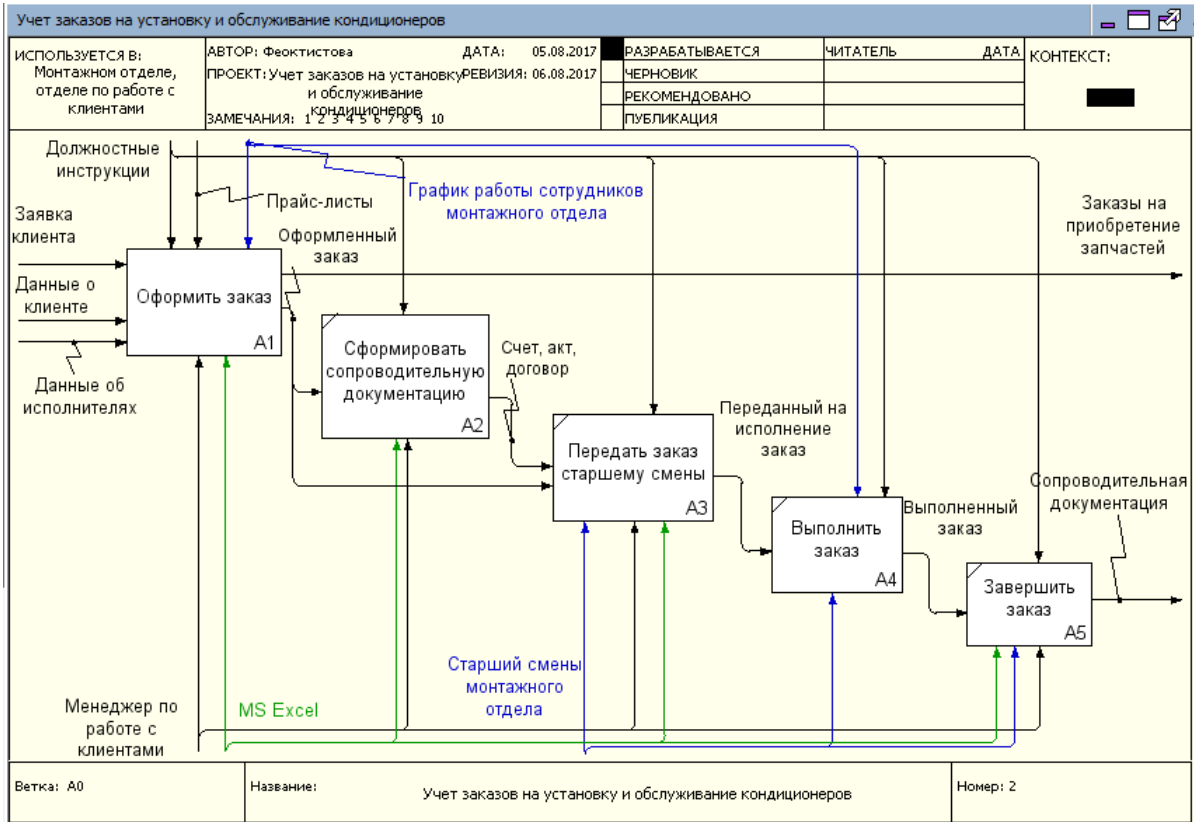 Учет заказов на установку и обслуживание кондиционеров
ИСПОЛЬЗУЕТСЯ В:
Монтажном отделе,
отделе по работе с
клиентами
АВТОР: Феоктистова
ДАТА: 05.08.2017
ПРОЕКТ: Учет заказов на установку
и обслуживание
кондиционеров
РЕВИЗИЯ: 06.08.2017
ЗАМЕЧАНИЯ: 1 2 3 4 5 6 7 8 9 10
РАЗРАБАТЫВАЕТСЯ
ЧЕРНОВИК
РЕКОМЕНДОВАНО
ПУБЛИКАЦИЯ
ЧИТАТЕЛЬ
ДАТА
КОНТЕКСТ:
Должностные
инструкции
Прайс-листы
График работы сотрудников
монтажного отдела
Заявка
клиента
Оформленный
заказ
Заказы на
приобретение
запчастей
Данные о
клиенте
Оформить заказ
A1
Данные об
исполнителях
Сформировать
сопроводительную
документацию
A2
Счет, акт,
договор
Передать заказ
старшему смены
A3
Переданный на
исполнение
заказ
Выполнить
заказ
A4
Выполненный
заказ
Сопроводительная
документация
Завершить
заказ
A5
Старший смены
монтажного
отдела
Менеджер по
работе с
клиентами
MS Excel
Ветка: A0
Название:
Учет заказов на установку и обслуживание кондиционеров
Номер: 2